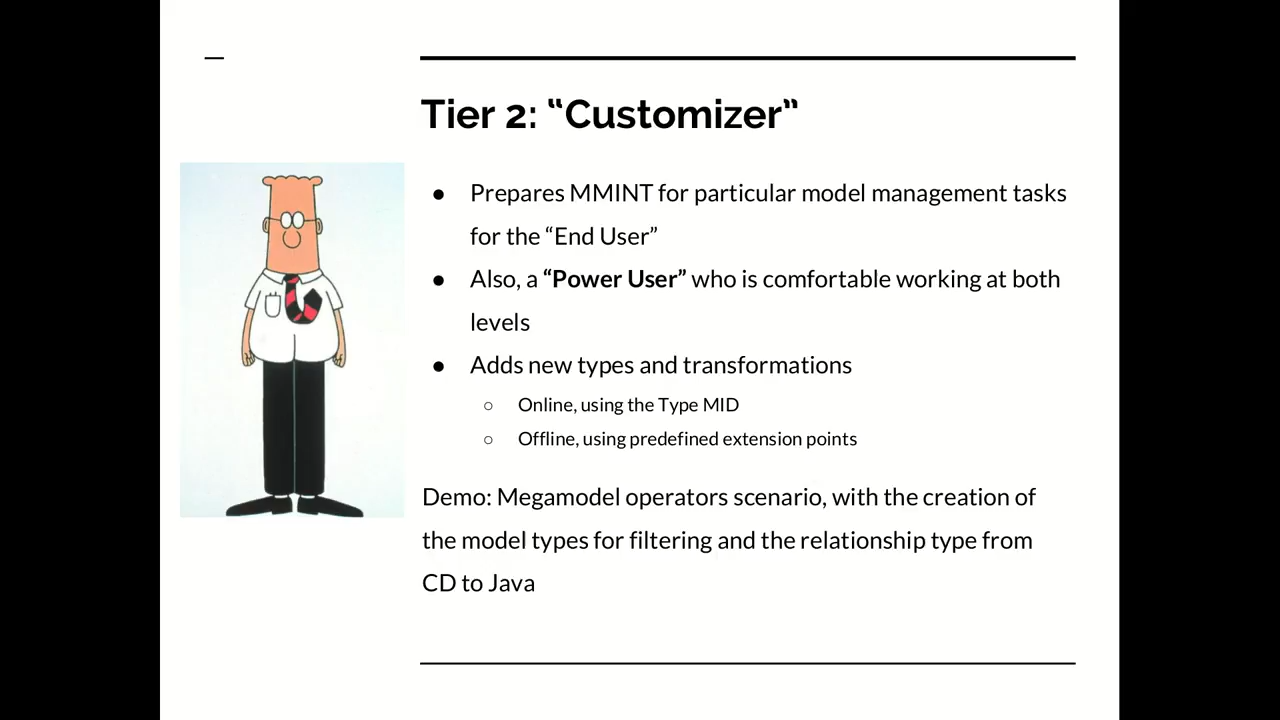 Tier 2: “Customizer”
● Prepares MMINT for particular model management tasks
for the “End User”
● Also, a “Power User” who is comfortable working at both
levels
● Adds new types and transformations
○ Online, using the Type MID
○ Offline, using predefined extension points
Demo: Megamodel operators scenario, with the creation of
the model types for filtering and the relationship type from
CD to Java